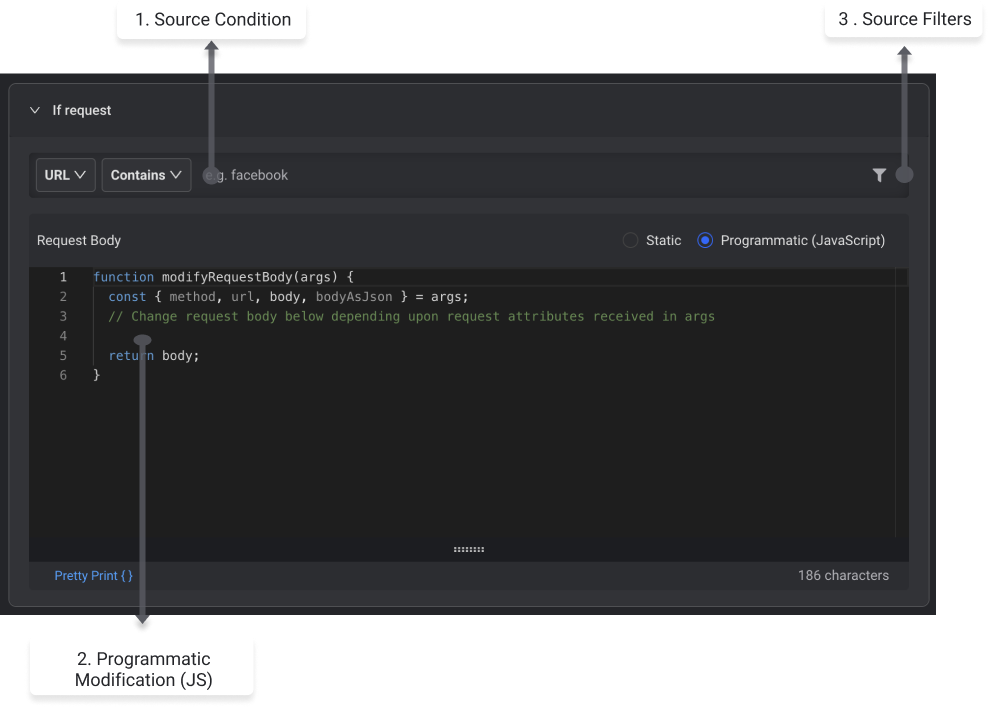 1. Source Condition
3 . Source Filters
If request
URL Contains e.g. facebook
Request Body Static Programmatic (JavaScript)
1 function modifyRequestBody(args) {
2 const { method, url, body, bodyAsJson } = args;
3 // Change request body below depending upon request attributes received in args
4
5 return body;
6 }
Pretty Print { } 186 characters
2. Programmatic
Modification (JS)